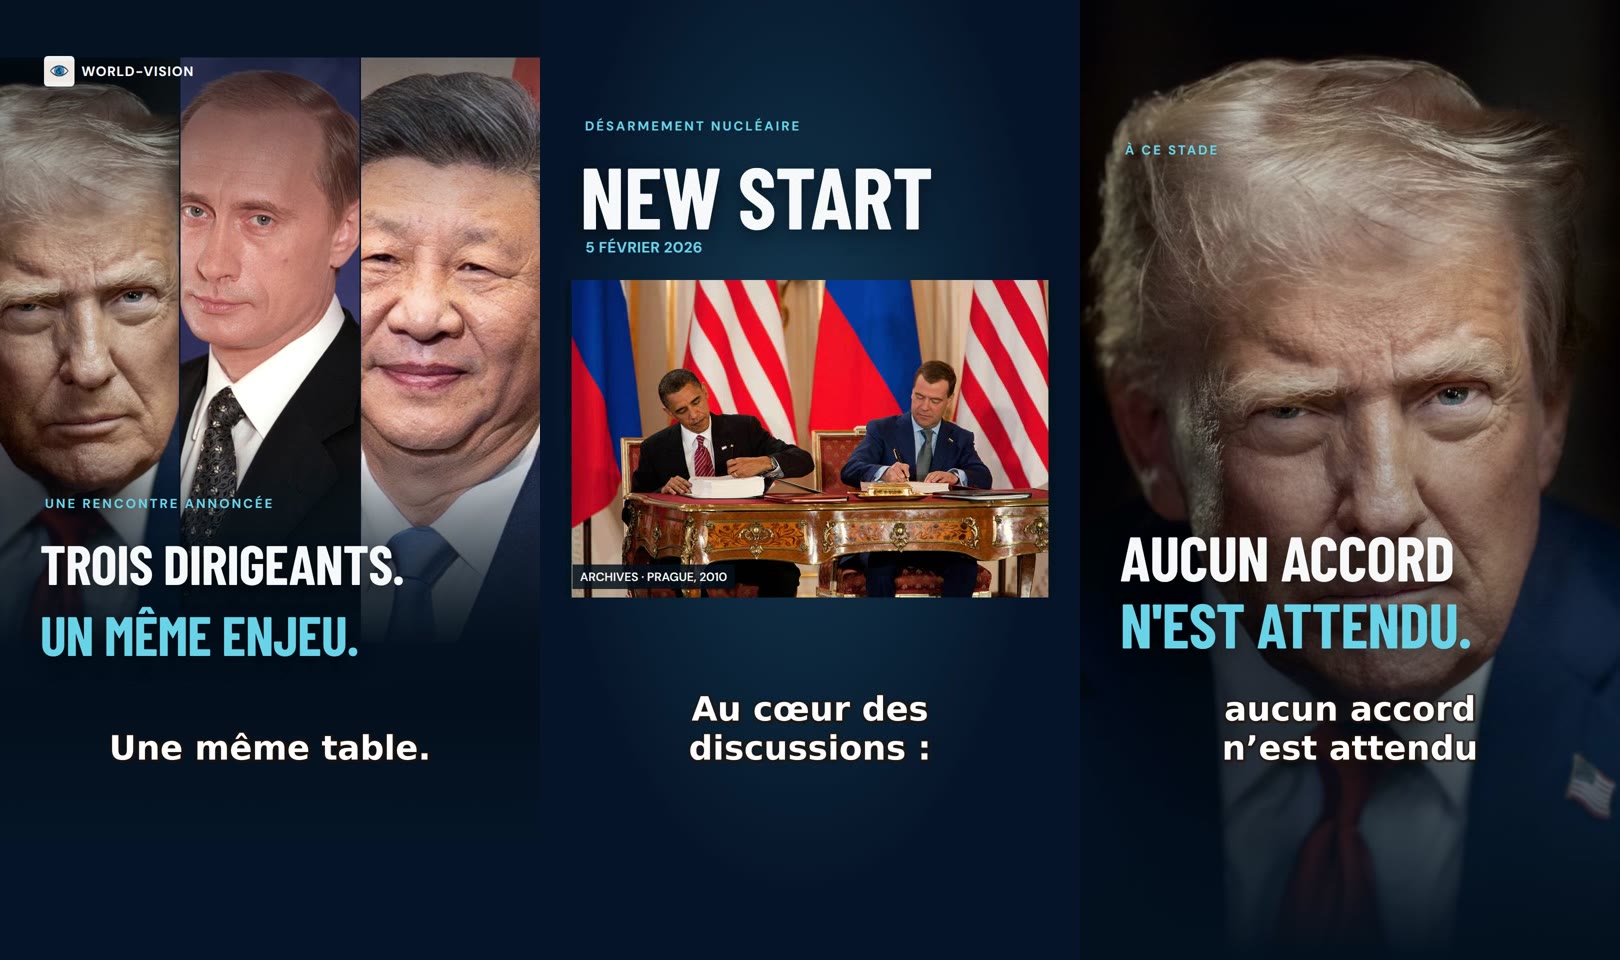 WORLD-VISION
UNE RENCONTRE ANNONCÉE
TROIS DIRIGEANTS.
UN MÊME ENJEU.
Une même table.
DÉSARMEMENT NUCLÉAIRE
NEW START
5 FÉVRIER 2026
ARCHIVES · PRAGUE, 2010
Au cœur des
discussions :
À CE STADE
AUCUN ACCORD
N'EST ATTENDU.
aucun accord
n’est attendu